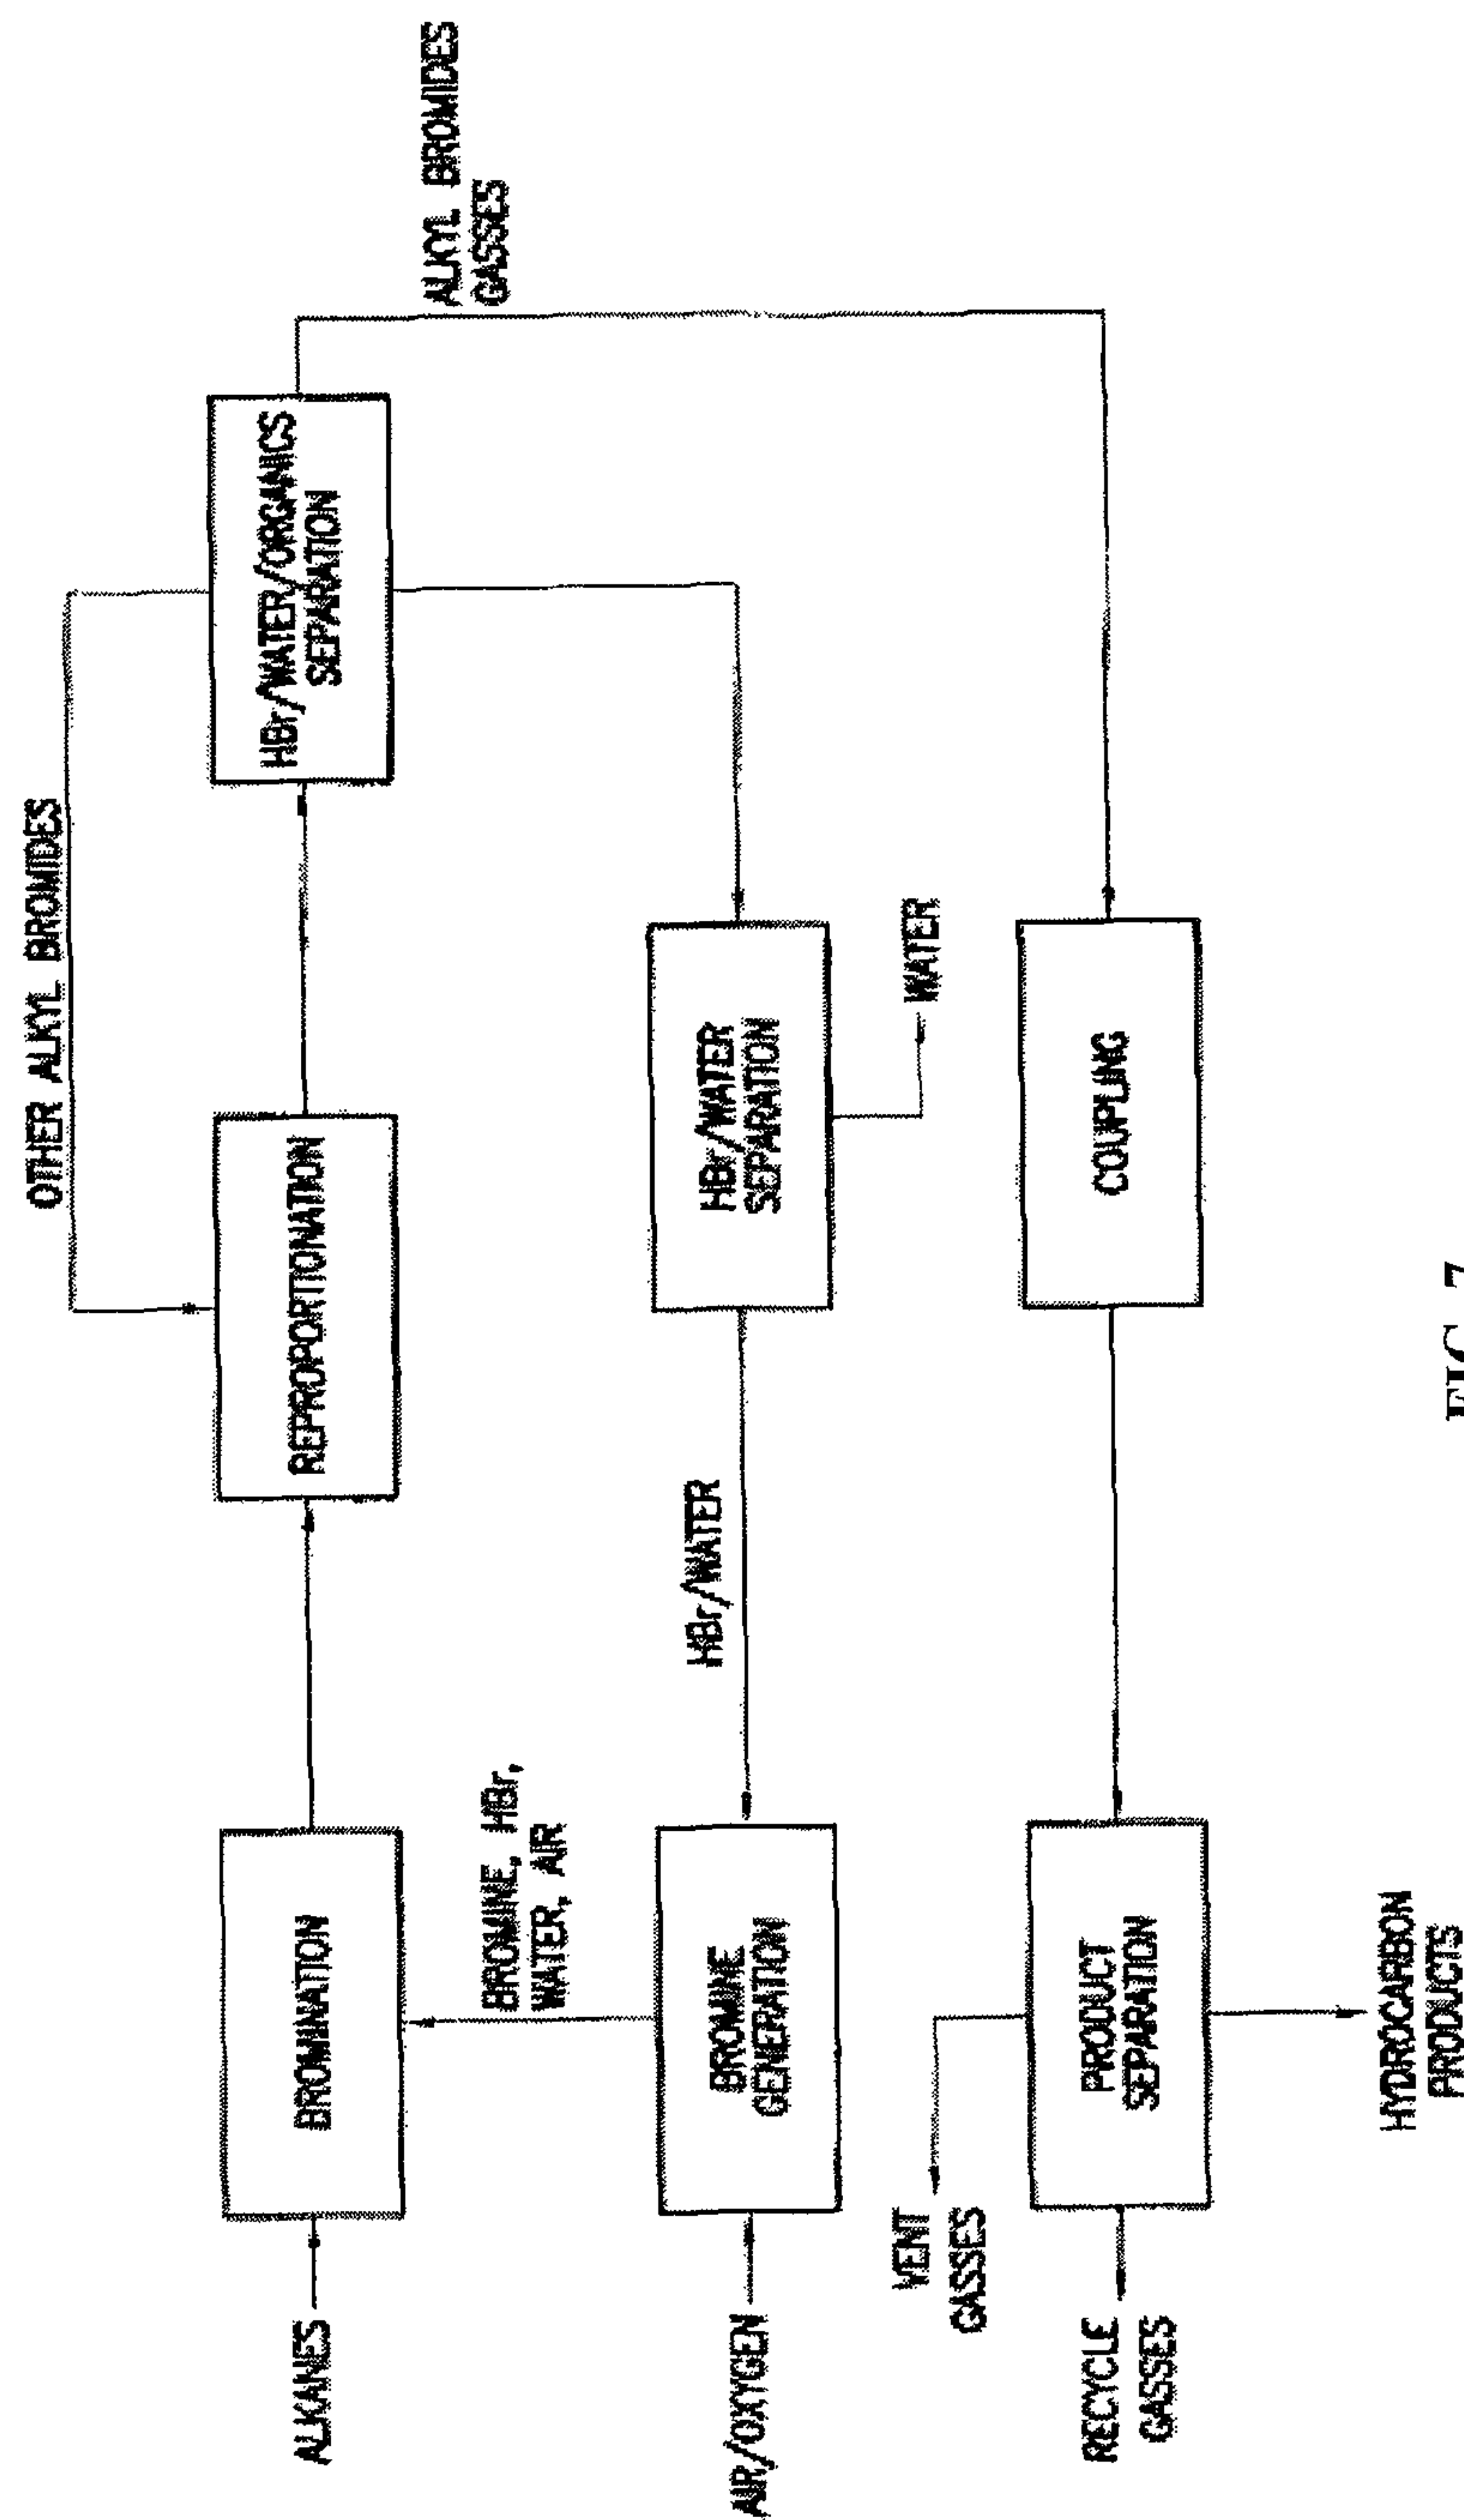 OTHER ALKYL BROMIDES
ALKANES
BROMINATION
REPROPORTIONATION
HBr/WATER/ORGANICS
SEPARATION
ALKYL BROMIDES
GASSES
BROMINE, HBr,
WATER, AIR
AIR/OXYGEN
BROMINE
GENERATION
HBr/WATER
HBr/WATER
SEPARATION
WATER
VENT
GASSES
RECYCLE
GASSES
PRODUCT
SEPARATION
COUPLING
HYDROCARBON
PRODUCTS
FIG. 7